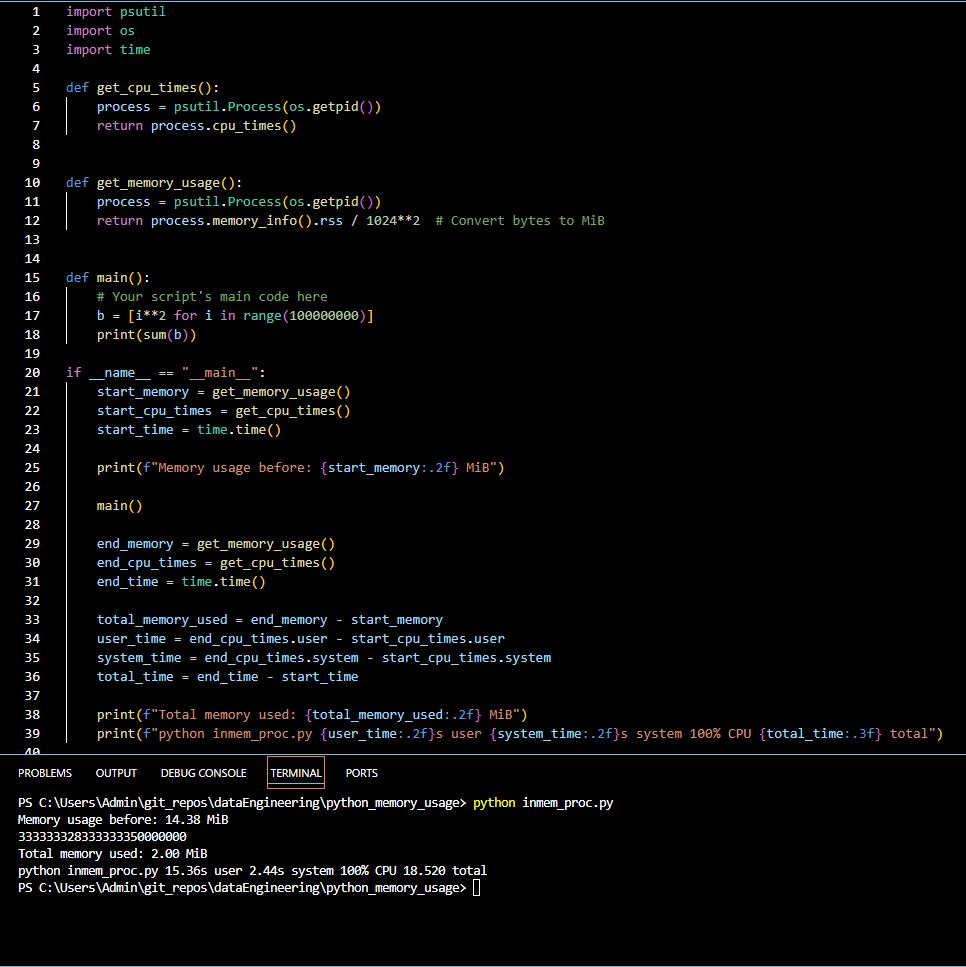 1 import psutil
2 import os
3 import time
4
5 def get_cpu_times():
6     process = psutil.Process(os.getpid())
7     return process.cpu_times()
8
9
10 def get_memory_usage():
11     process = psutil.Process(os.getpid())
12     return process.memory_info().rss / 1024**2  # Convert bytes to MiB
13
14
15 def main():
16     # Your script's main code here
17     b = [i**2 for i in range(100000000)]
18     print(sum(b))
19
20 if __name__ == "__main__":
21     start_memory = get_memory_usage()
22     start_cpu_times = get_cpu_times()
23     start_time = time.time()
24
25     print(f"Memory usage before: {start_memory:.2f} MiB")
26
27     main()
28
29     end_memory = get_memory_usage()
30     end_cpu_times = get_cpu_times()
31     end_time = time.time()
32
33     total_memory_used = end_memory - start_memory
34     user_time = end_cpu_times.user - start_cpu_times.user
35     system_time = end_cpu_times.system - start_cpu_times.system
36     total_time = end_time - start_time
37
38     print(f"Total memory used: {total_memory_used:.2f} MiB")
39     print(f"python inmem_proc.py {user_time:.2f}s user {system_time:.2f}s system 100% CPU {total_time:.3f} total")
40
PROBLEMS OUTPUT DEBUG CONSOLE TERMINAL PORTS
PS C:\Users\Admin\git_repos\dataEngineering\python_memory_usage> python inmem_proc.py
Memory usage before: 14.38 MiB
333333328333333350000000
Total memory used: 2.00 MiB
python inmem_proc.py 15.36s user 2.44s system 100% CPU 18.520 total
PS C:\Users\Admin\git_repos\dataEngineering\python_memory_usage>